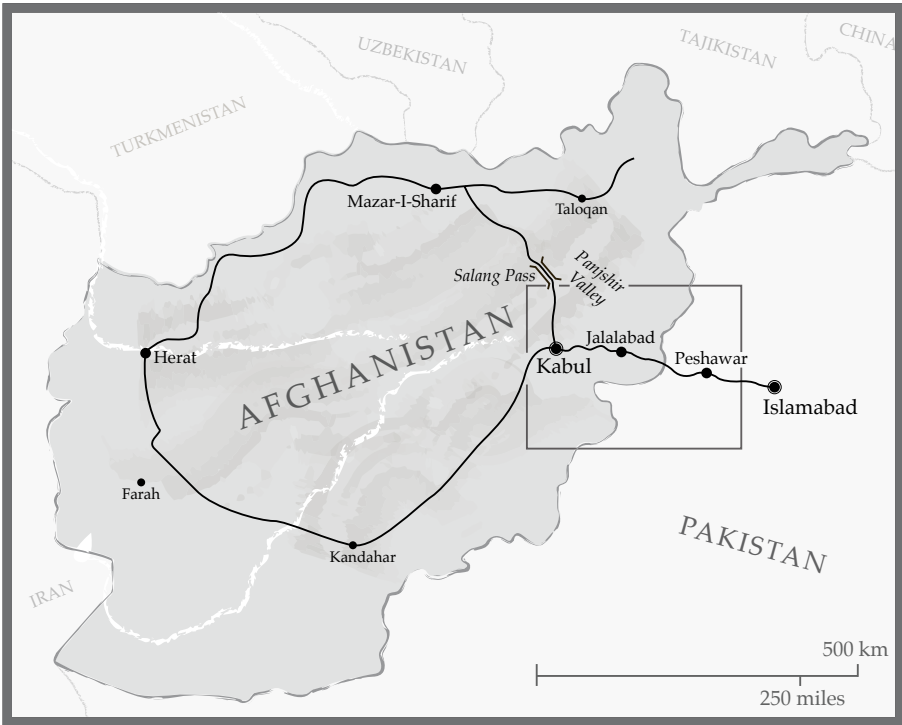 CHINA
UZBEKISTAN
TAJIKISTAN
TURKMENISTAN
Mazar-I-Sharif
Taloqan
Salang Pass
Panjshir
Valley
AFGHANISTAN
Herat
Kabul
Jalalabad
Peshawar
Islamabad
Farah
Kandahar
PAKISTAN
IRAN
500 km
250 miles